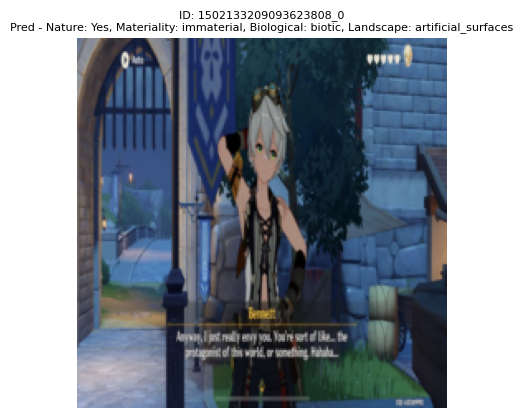 ID: 1502133209093623808_0
Pred - Nature: Yes, Materiality: immaterial, Biological: biotic, Landscape: artificial_surfaces
Auto
Bennett
Anyway, I just really envy you. You're sort of like... the
protagonist of this world, or something, Hahaha...